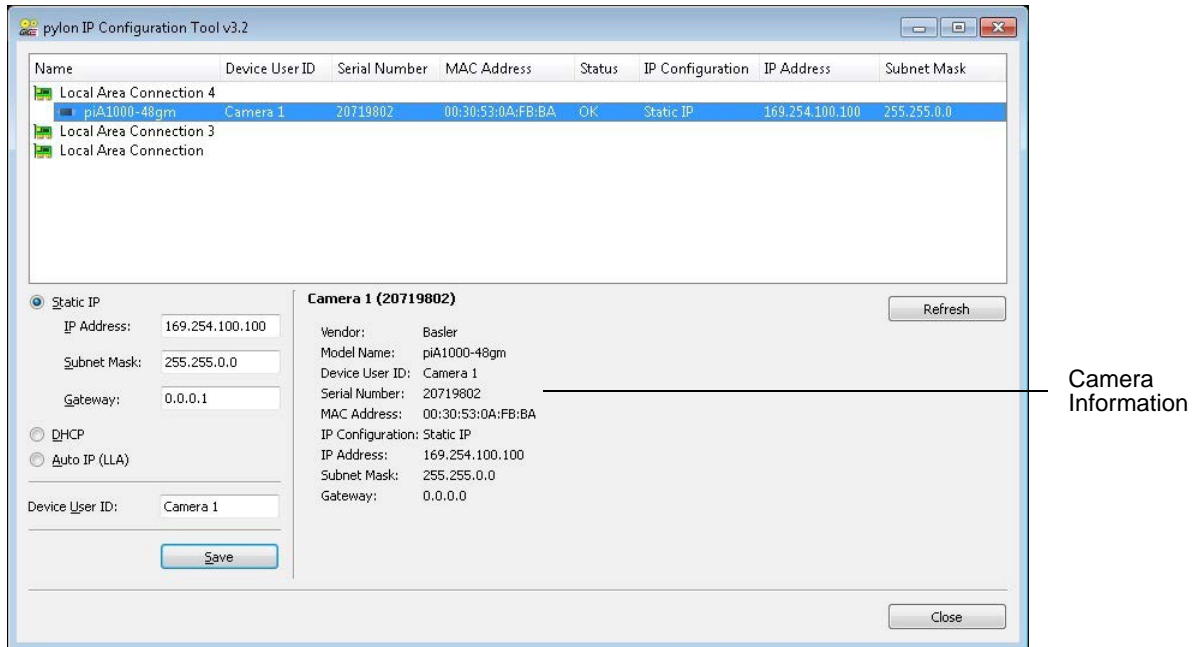 pylon IP Configuration Tool v3.2
Name Device User ID Serial Number MAC Address Status IP Configuration IP Address Subnet Mask
Local Area Connection 4
piA1000-48gm Camera 1 20719802 00:30:53:0A:FB:BA OK Static IP 169.254.100.100 255.255.0.0
Local Area Connection 3
Local Area Connection
Static IP
IP Address: 169.254.100.100
Subnet Mask: 255.255.0.0
Gateway: 0.0.0.1
DHCP
Auto IP (LLA)
Device User ID: Camera 1
Save
Camera 1 (20719802)
Vendor: Basler
Model Name: piA1000-48gm
Device User ID: Camera 1
Serial Number: 20719802
MAC Address: 00:30:53:0A:FB:BA
IP Configuration: Static IP
IP Address: 169.254.100.100
Subnet Mask: 255.255.0.0
Gateway: 0.0.0.0
Refresh
Close
Camera
Information